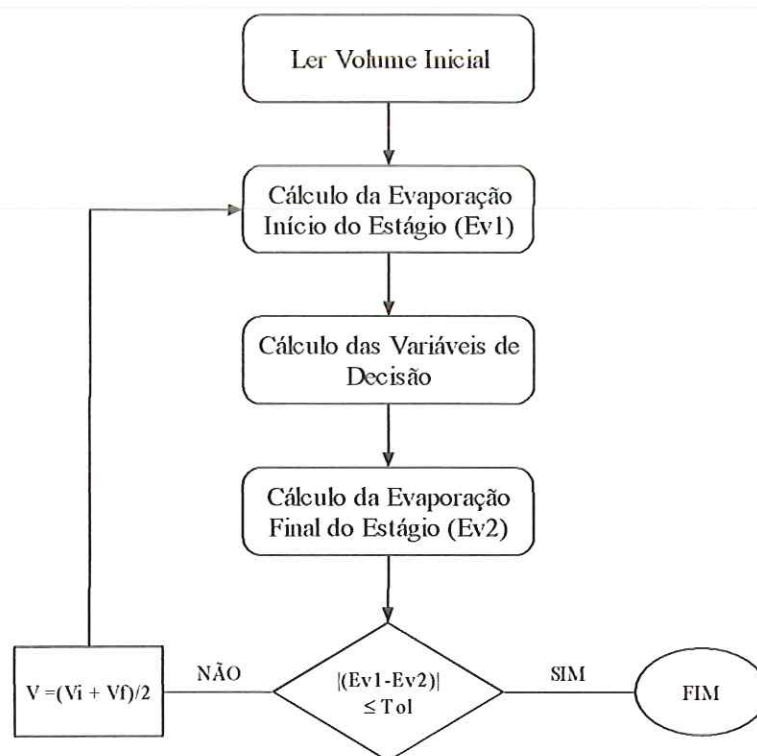 Ler Volume Inicial
Cálculo da Evaporação
Início do Estágio (Ev1)
Cálculo das Variáveis de
Decisão
Cálculo da Evaporação
Final do Estágio (Ev2)
V =(Vi + Vf)/2
NÃO
|(Ev1-Ev2)|
≤ Tol
SIM
FIM